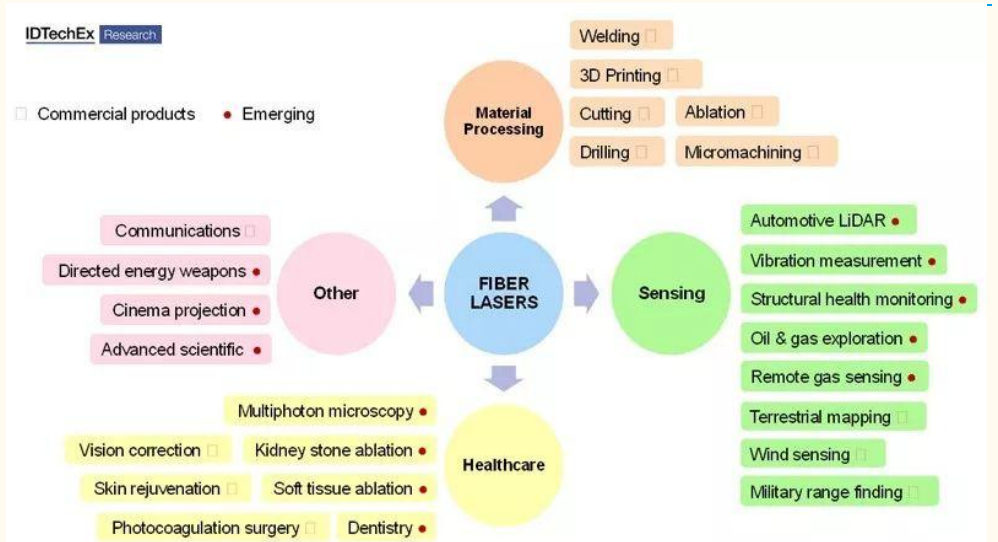 IDTechEx Research
□ Commercial products ● Emerging
Material
Processing
Welding □
3D Printing □
Cutting □ Ablation □
Drilling □ Micromachining □
Communications □
Directed energy weapons ●
Cinema projection ●
Advanced scientific ●
Other
FIBER
LASERS
Sensing
Automotive LiDAR ●
Vibration measurement ●
Structural health monitoring ●
Oil & gas exploration ●
Remote gas sensing ●
Terrestrial mapping □
Wind sensing □
Military range finding □
Multiphoton microscopy ●
Vision correction □ Kidney stone ablation ●
Skin rejuvenation □ Soft tissue ablation ●
Photocoagulation surgery □ Dentistry ●
Healthcare